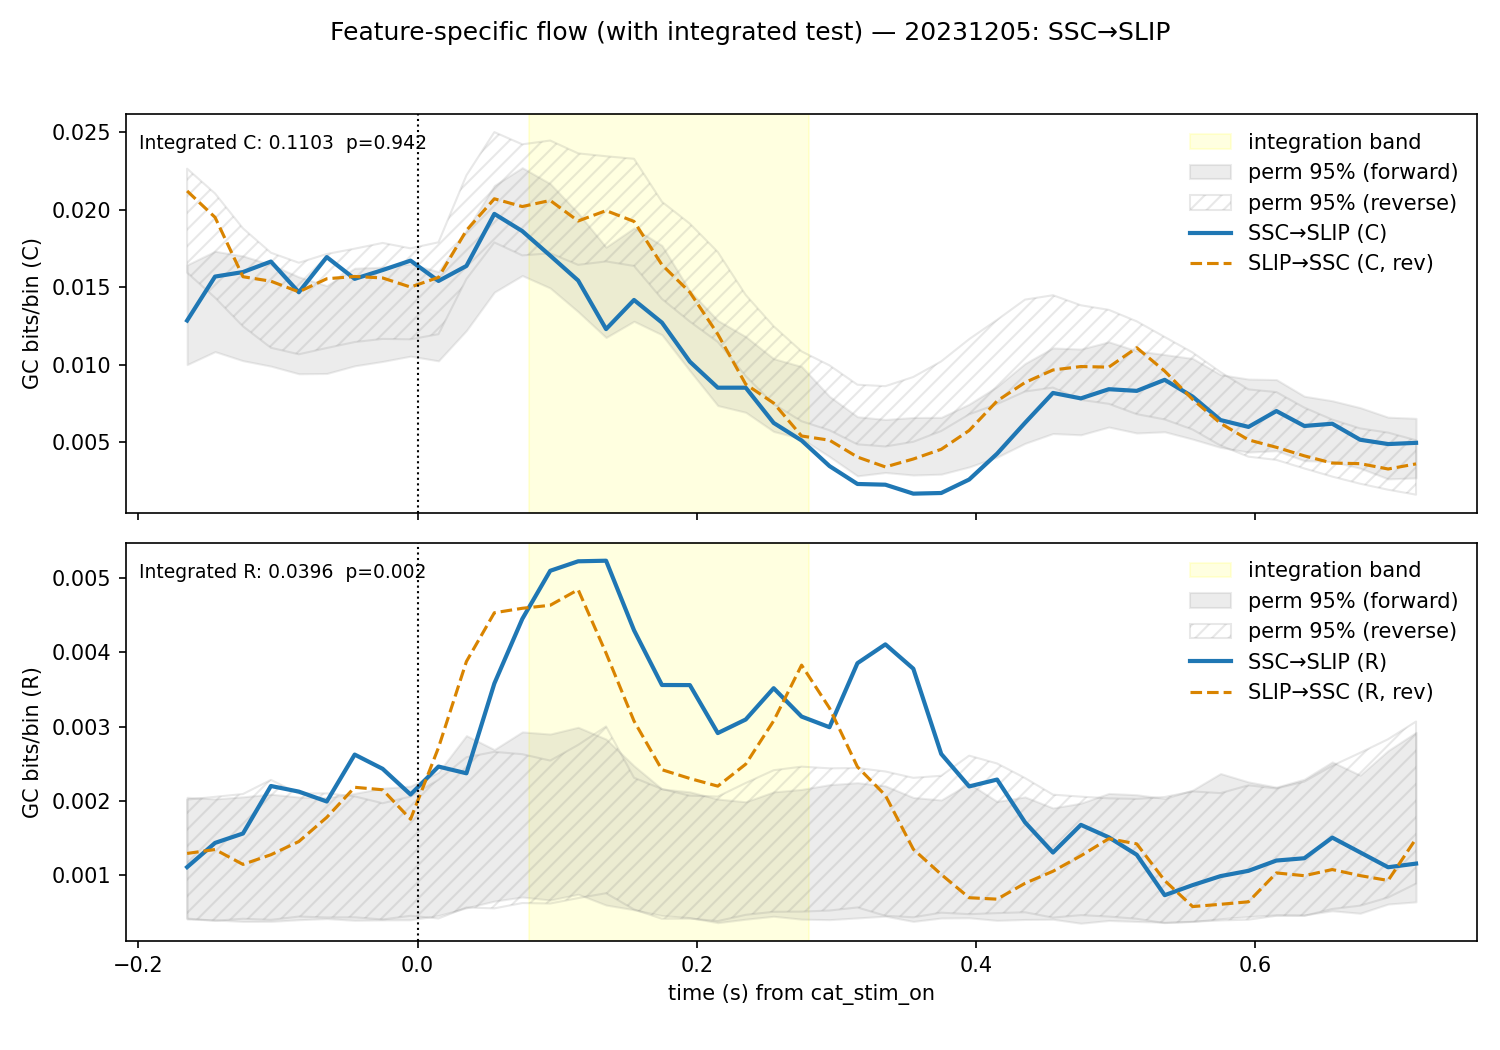 Feature-specific flow (with integrated test) — 20231205: SSC→SLIP
Integrated C: 0.1103  p=0.942
integration band
perm 95% (forward)
perm 95% (reverse)
SSC→SLIP (C)
SLIP→SSC (C, rev)
GC bits/bin (C)
0.025
0.020
0.015
0.010
0.005
Integrated R: 0.0396  p=0.002
integration band
perm 95% (forward)
perm 95% (reverse)
SSC→SLIP (R)
SLIP→SSC (R, rev)
GC bits/bin (R)
0.005
0.004
0.003
0.002
0.001
−0.2 0.0 0.2 0.4 0.6
time (s) from cat_stim_on